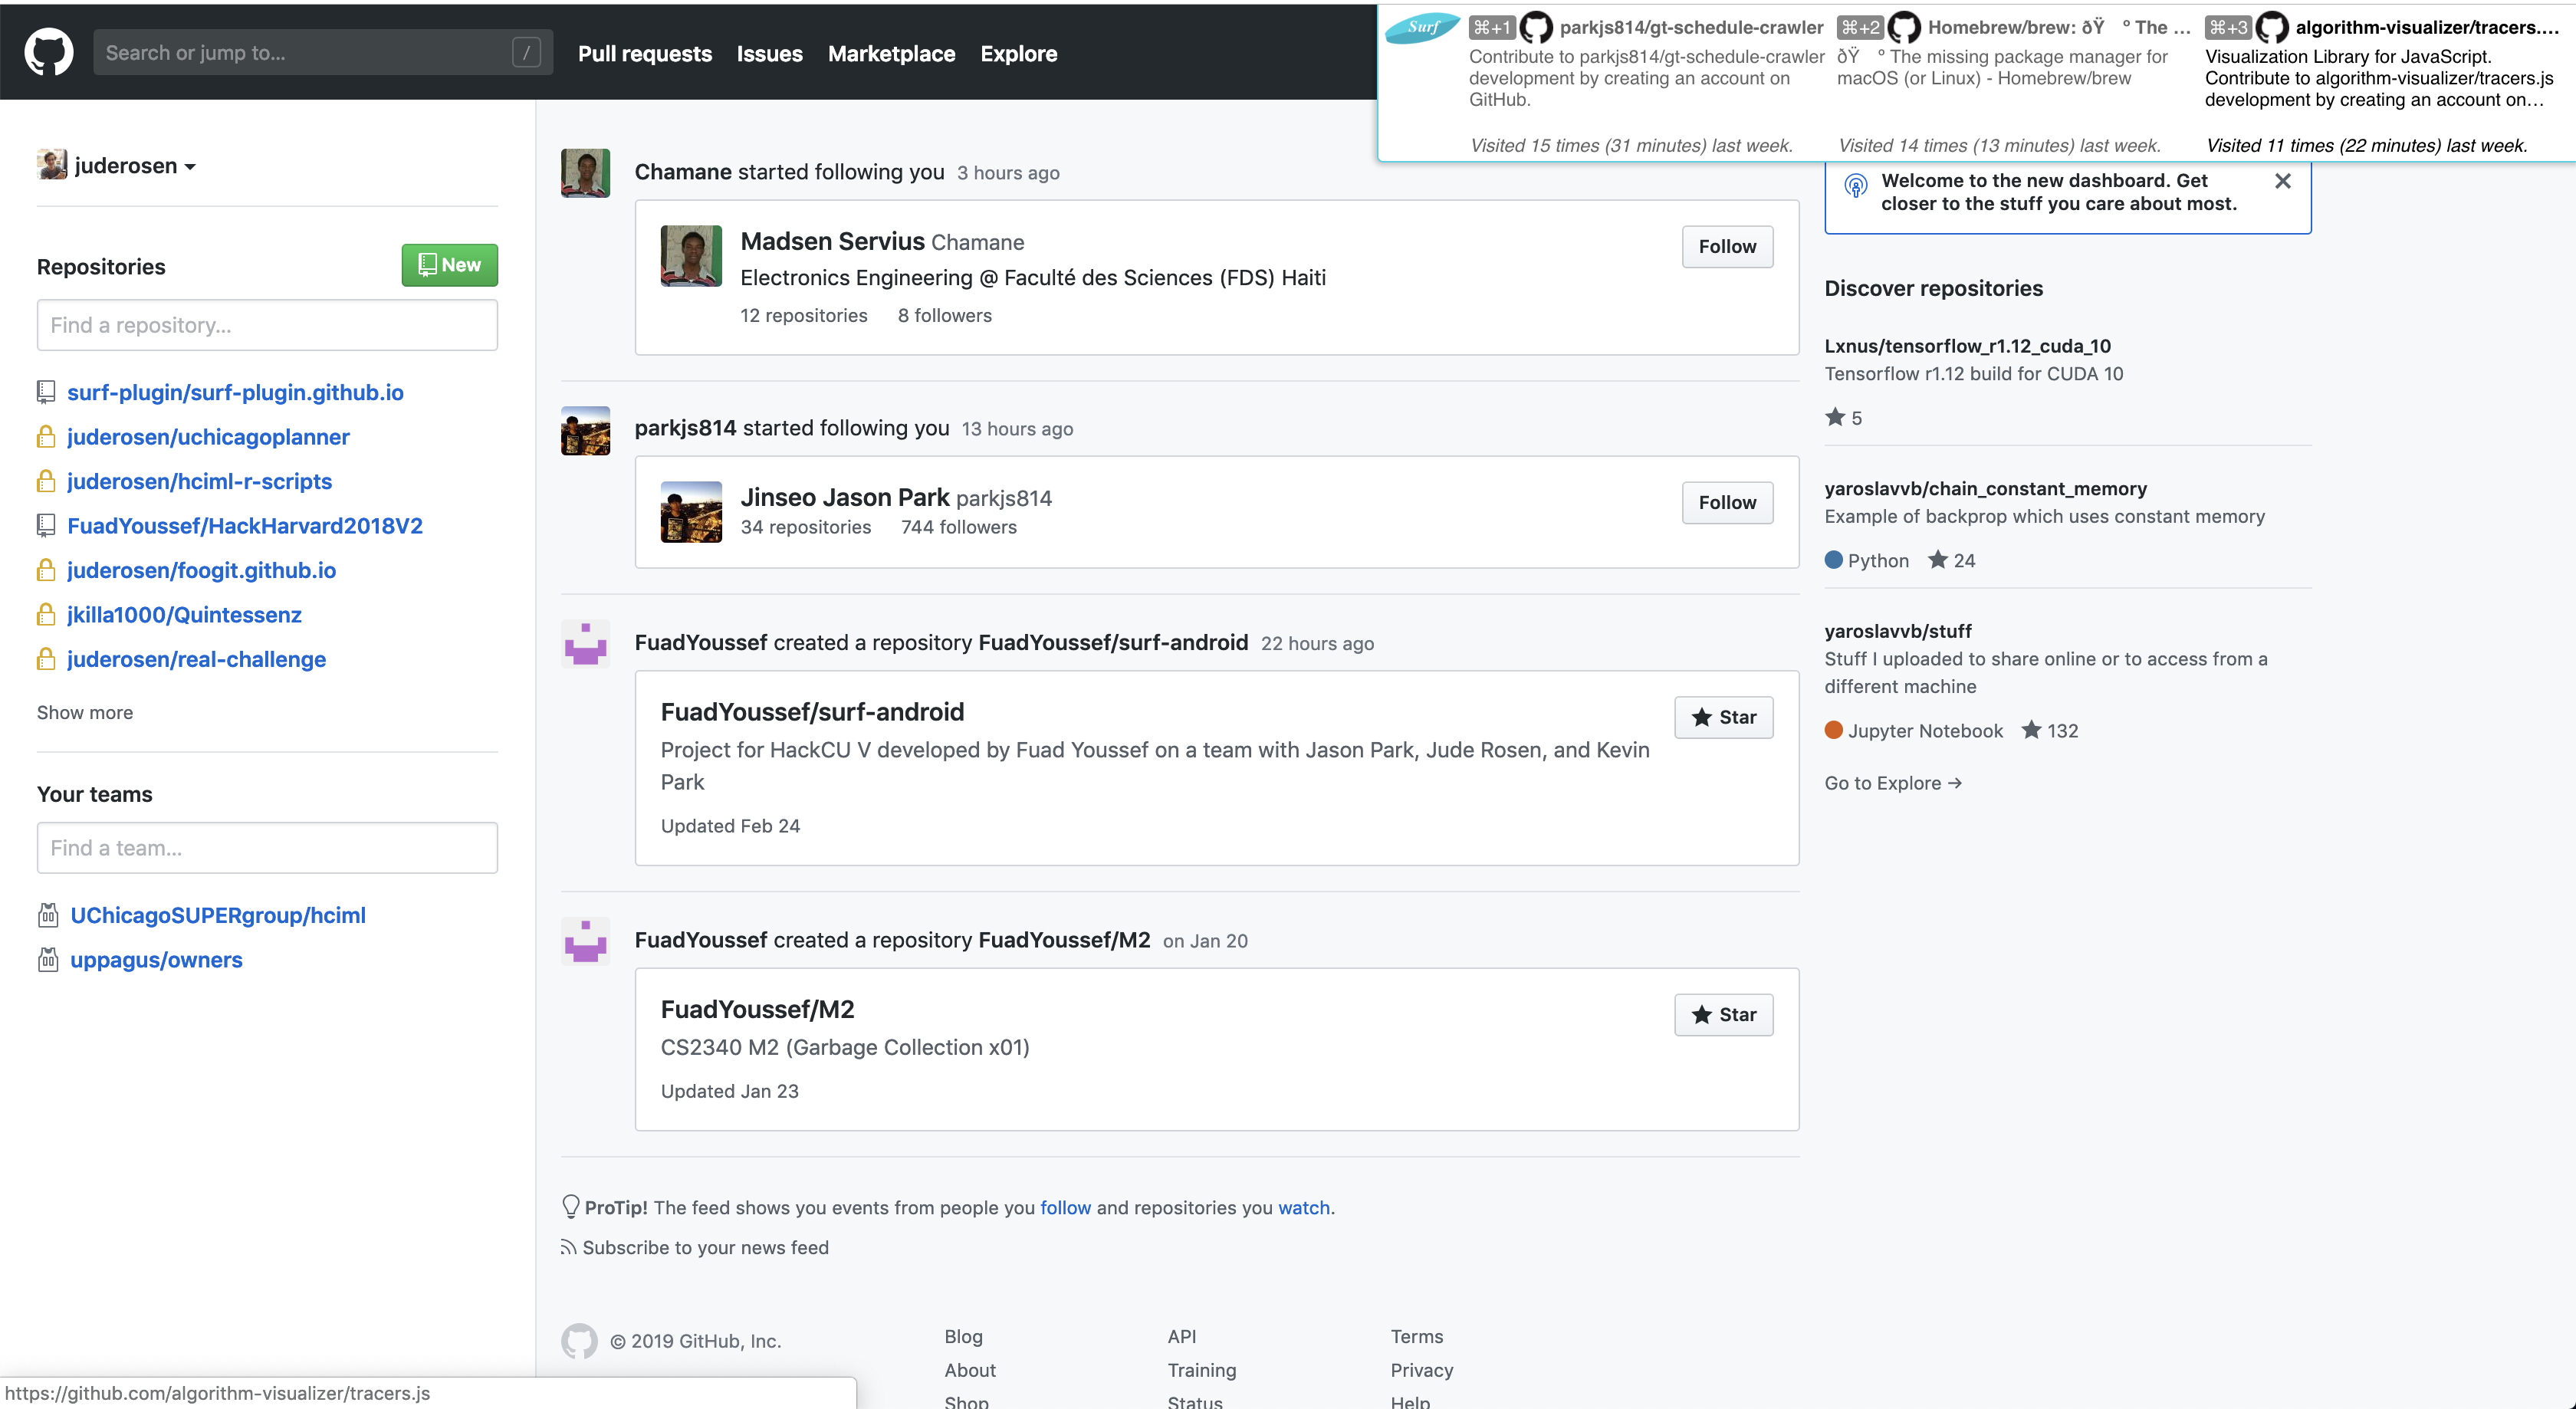 Search or jump to...
/
Pull requests
Issues
Marketplace
Explore
Surf
⌘+1
parkjs814/gt-schedule-crawler
Contribute to parkjs814/gt-schedule-crawler
development by creating an account on
GitHub.
Visited 15 times (31 minutes) last week.
⌘+2
Homebrew/brew: ðŸ º The ...
ðŸ º The missing package manager for
macOS (or Linux) - Homebrew/brew
Visited 14 times (13 minutes) last week.
⌘+3
algorithm-visualizer/tracers....
Visualization Library for JavaScript.
Contribute to algorithm-visualizer/tracers.js
development by creating an account on...
Visited 11 times (22 minutes) last week.
juderosen
Repositories
New
Find a repository...
surf-plugin/surf-plugin.github.io
juderosen/uchicagoplanner
juderosen/hciml-r-scripts
FuadYoussef/HackHarvard2018V2
juderosen/foogit.github.io
jkilla1000/Quintessenz
juderosen/real-challenge
Show more
Your teams
Find a team...
UChicagoSUPERgroup/hciml
uppagus/owners
Chamane started following you 3 hours ago
Madsen Servius Chamane
Follow
Electronics Engineering @ Faculté des Sciences (FDS) Haiti
12 repositories 8 followers
parkjs814 started following you 13 hours ago
Jinseo Jason Park parkjs814
Follow
34 repositories 744 followers
FuadYoussef created a repository FuadYoussef/surf-android 22 hours ago
FuadYoussef/surf-android
Star
Project for HackCU V developed by Fuad Youssef on a team with Jason Park, Jude Rosen, and Kevin
Park
Updated Feb 24
FuadYoussef created a repository FuadYoussef/M2 on Jan 20
FuadYoussef/M2
Star
CS2340 M2 (Garbage Collection x01)
Updated Jan 23
ProTip! The feed shows you events from people you follow and repositories you watch.
Subscribe to your news feed
Welcome to the new dashboard. Get
closer to the stuff you care about most.
Discover repositories
Lxnus/tensorflow_r1.12_cuda_10
Tensorflow r1.12 build for CUDA 10
5
yaroslavvb/chain_constant_memory
Example of backprop which uses constant memory
Python 24
yaroslavvb/stuff
Stuff I uploaded to share online or to access from a
different machine
Jupyter Notebook 132
Go to Explore →
© 2019 GitHub, Inc.
Blog
About
Shop
API
Training
Status
Terms
Privacy
Help
https://github.com/algorithm-visualizer/tracers.js